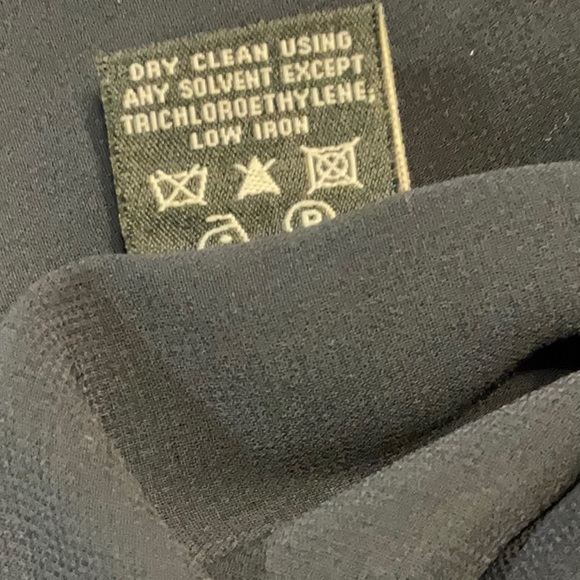 DRY CLEAN USING
ANY SOLVENT EXCEPT
TRICHLOROETHYLENE,
LOW IRON
P